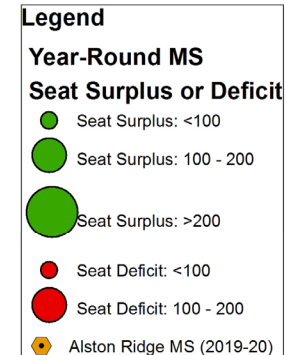 Legend
Year-Round MS
Seat Surplus or Deficit
Seat Surplus: <100
Seat Surplus: 100 - 200
Seat Surplus: >200
Seat Deficit: <100
Seat Deficit: 100 - 200
Alston Ridge MS (2019-20)